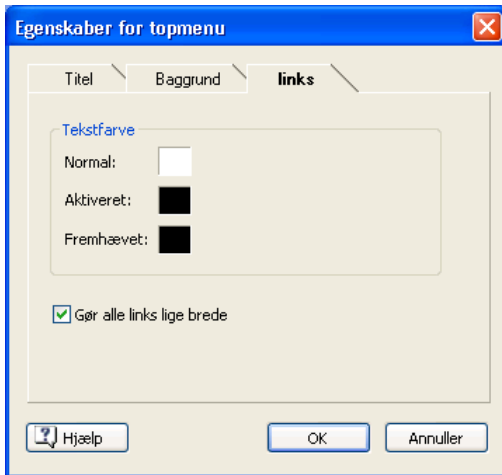 Egenskaber for topmenu
Titel Baggrund links
Tekstfarve
Normal:
Aktiveret:
Fremhævet:
Gør alle links lige brede
Hjælp OK Annuller